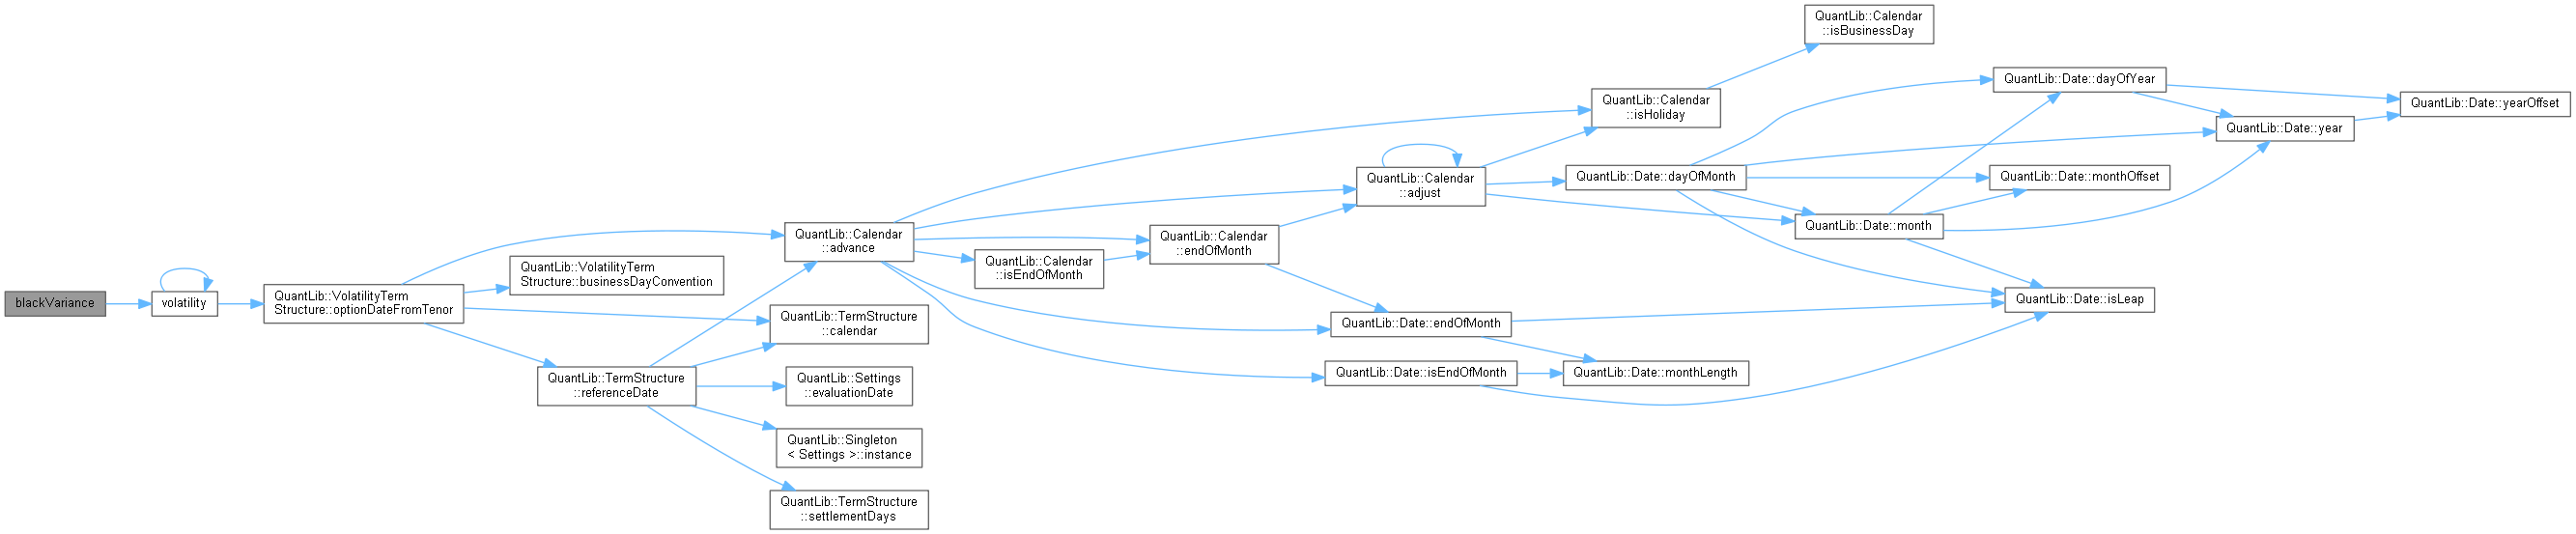 blackVariance
volatility
QuantLib::VolatilityTerm
Structure::optionDateFromTenor
QuantLib::VolatilityTerm
Structure::businessDayConvention
QuantLib::TermStructure
::referenceDate
QuantLib::Calendar
::advance
QuantLib::TermStructure
::calendar
QuantLib::Settings
::evaluationDate
QuantLib::Singleton
< Settings >::instance
QuantLib::TermStructure
::settlementDays
QuantLib::Calendar
::isEndOfMonth
QuantLib::Calendar
::endOfMonth
QuantLib::Calendar
::adjust
QuantLib::Date::endOfMonth
QuantLib::Date::isEndOfMonth
QuantLib::Calendar
::isHoliday
QuantLib::Date::dayOfMonth
QuantLib::Date::monthLength
QuantLib::Calendar
::isBusinessDay
QuantLib::Date::month
QuantLib::Date::dayOfYear
QuantLib::Date::monthOffset
QuantLib::Date::isLeap
QuantLib::Date::year
QuantLib::Date::yearOffset